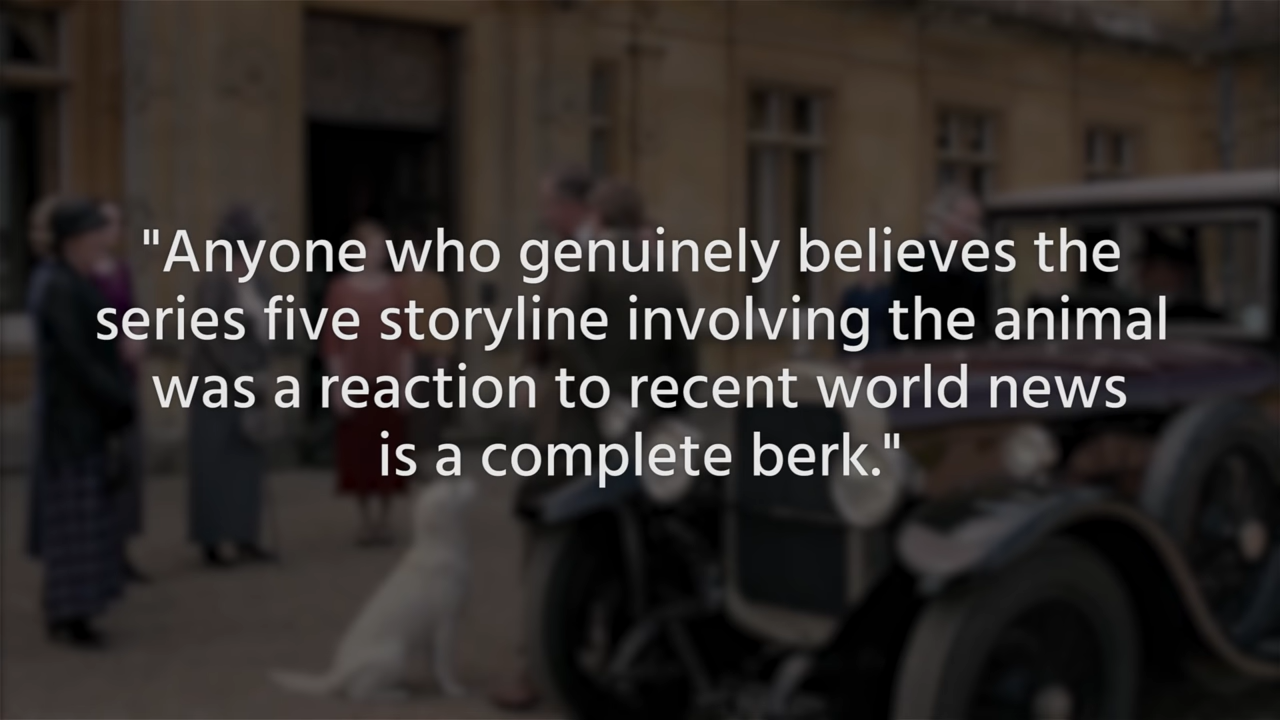 "Anyone who genuinely believes the
series five storyline involving the animal
was a reaction to recent world news
is a complete berk."